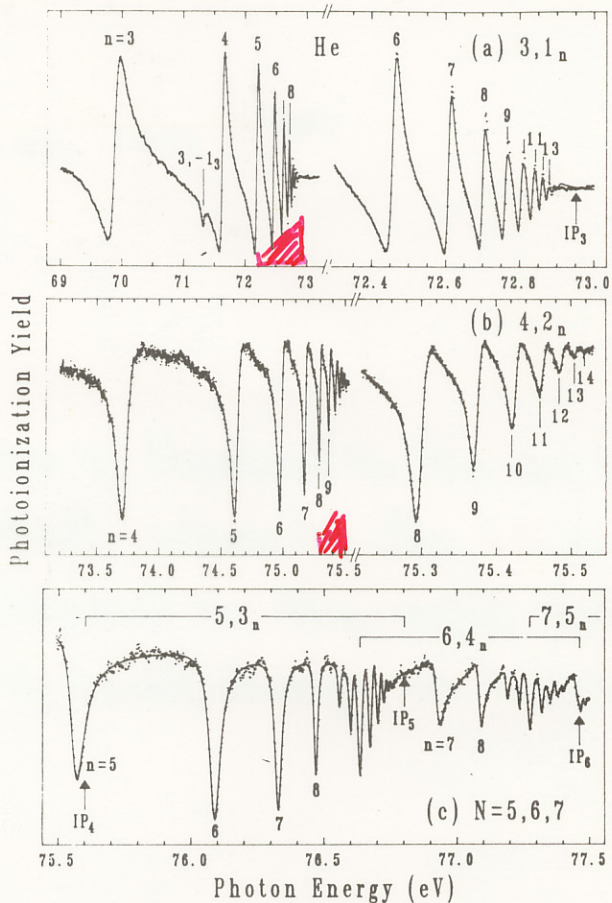 n=3 4 5 6 8 He 6 (a) 3,1ₙ
7
8
9
11 13
3,-1₃
IP₃
69 70 71 72 73 72.4 72.6 72.8 73.0
Photoionization Yield
(b) 4,2ₙ
14
13
12
11
10
9
n=4 5 6 7 8 9 8
73.5 74.0 74.5 75.0 75.5 75.3 75.4 75.5
5,3ₙ 7,5ₙ
6,4ₙ
IP₅
n=5 n=7 8
8
IP₄ IP₆
6 7
(c) N=5,6,7
75.5 76.0 76.5 77.0 77.5
Photon Energy (eV)